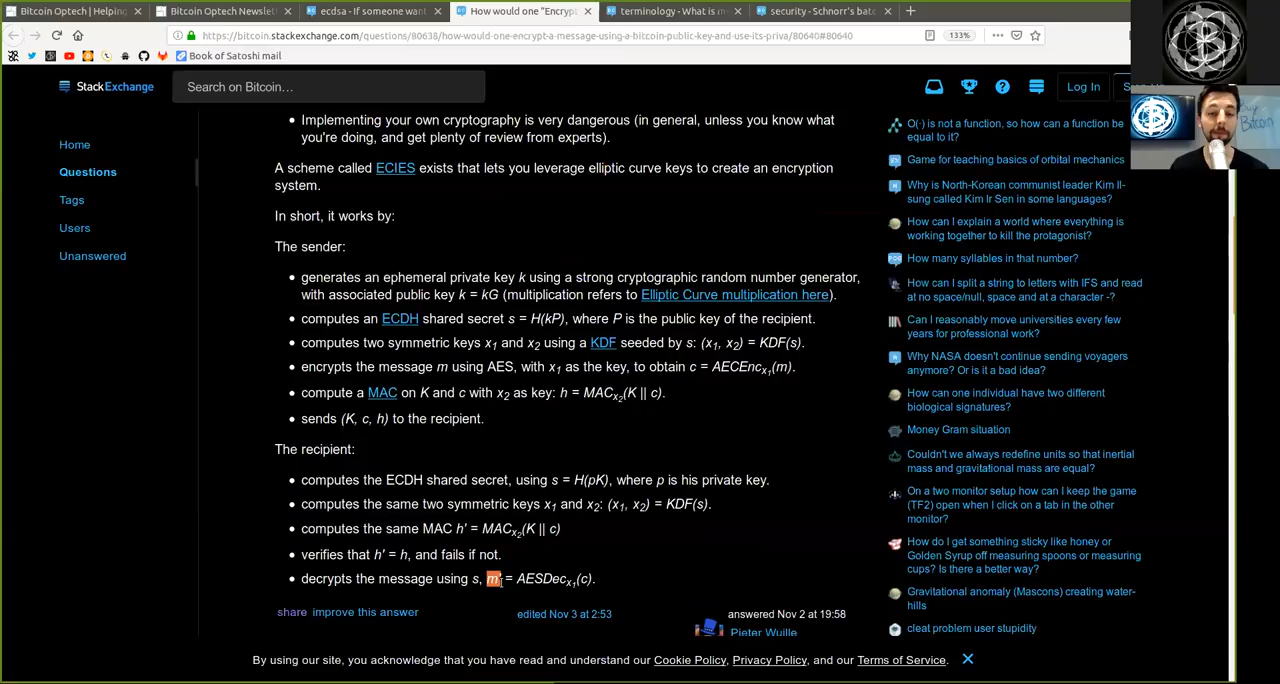 Bitcoin Optech | Helping
Bitcoin Optech Newslett
ecdsa - If someone want
How would one "Encryp
terminology - What is m
security - Schnorr's batc
https://bitcoin.stackexchange.com/questions/80638/how-would-one-encrypt-a-message-using-a-bitcoin-public-key-and-use-its-priva/80640#80640
133%
Book of Satoshi mail
StackExchange
Search on Bitcoin…
Log In
Home
Questions
Tags
Users
Unanswered
• Implementing your own cryptography is very dangerous (in general, unless you know what
you're doing, and get plenty of review from experts).
A scheme called ECIES exists that lets you leverage elliptic curve keys to create an encryption
system.
In short, it works by:
The sender:
• generates an ephemeral private key k using a strong cryptographic random number generator,
with associated public key k = kG (multiplication refers to Elliptic Curve multiplication here).
• computes an ECDH shared secret s = H(kP), where P is the public key of the recipient.
• computes two symmetric keys x1 and x2 using a KDF seeded by s: (x1, x2) = KDF(s).
• encrypts the message m using AES, with x1 as the key, to obtain c = AECEncx1(m).
• compute a MAC on K and c with x2 as key: h = MACx2(K || c).
• sends (K, c, h) to the recipient.
The recipient:
• computes the ECDH shared secret, using s = H(pK), where p is his private key.
• computes the same two symmetric keys x1 and x2: (x1, x2) = KDF(s).
• computes the same MAC h' = MACx2(K || c)
• verifies that h' = h, and fails if not.
• decrypts the message using s, m' = AESDecx1(c).
share improve this answer
edited Nov 3 at 2:53
answered Nov 2 at 19:58
Pieter Wuille
O(·) is not a function, so how can a function be
equal to it?
Game for teaching basics of orbital mechanics
Why is North-Korean communist leader Kim Il-
sung called Kim Ir Sen in some languages?
How can I explain a world where everything is
working together to kill the protagonist?
How many syllables in that number?
How can I split a string to letters with IFS and read
at no space/null, space and at a character -?
Can I reasonably move universities every few
years for professional work?
Why NASA doesn't continue sending voyagers
anymore? Or is it a bad idea?
How can one individual have two different
biological signatures?
Money Gram situation
Couldn't we always redefine units so that inertial
mass and gravitational mass are equal?
On a two monitor setup how can I keep the game
(TF2) open when I click on a tab in the other
monitor?
How do I get something sticky like honey or
Golden Syrup off measuring spoons or measuring
cups? Is there a better way?
Gravitational anomaly (Mascons) creating water-
hills
cleat problem user stupidity
By using our site, you acknowledge that you have read and understand our Cookie Policy, Privacy Policy, and our Terms of Service.
Buy
Bitcoin